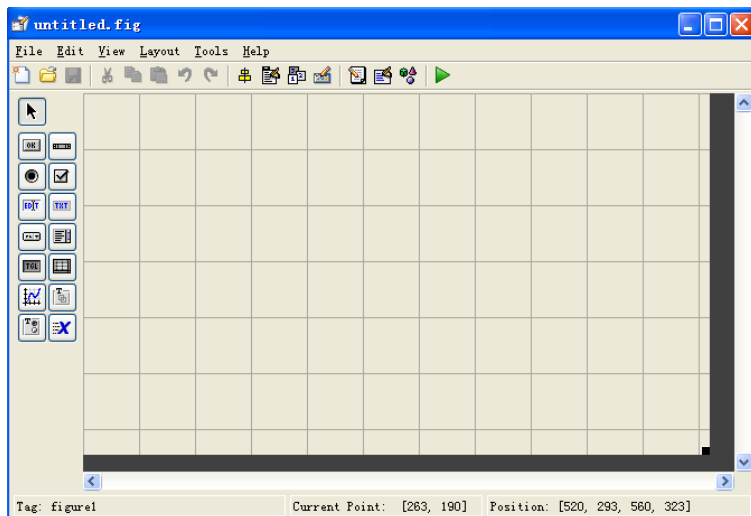 untitled.fig
File Edit View Layout Tools Help
OK
EDIT TXT
TGL
T
T
X
Tag: figure1 Current Point: [263, 190] Position: [520, 293, 560, 323]